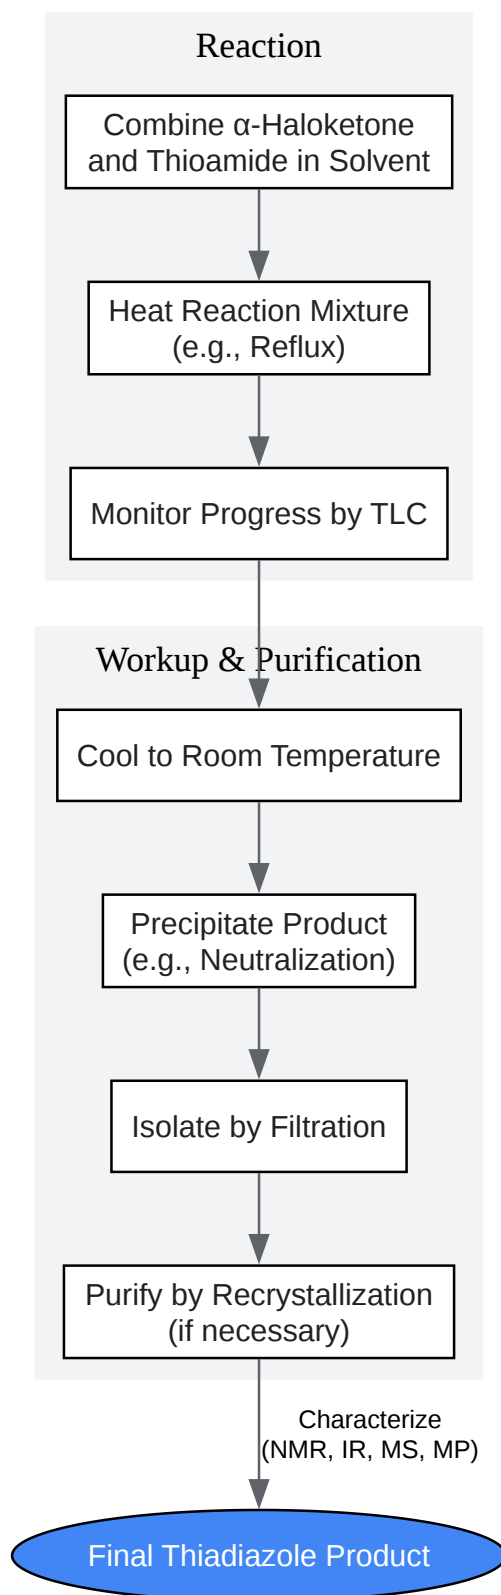 Reaction
Combine α-Haloketone
and Thioamide in Solvent
Heat Reaction Mixture
(e.g., Reflux)
Monitor Progress by TLC
Workup & Purification
Cool to Room Temperature
Precipitate Product
(e.g., Neutralization)
Isolate by Filtration
Purify by Recrystallization
(if necessary)
Characterize
(NMR, IR, MS, MP)
Final Thiadiazole Product